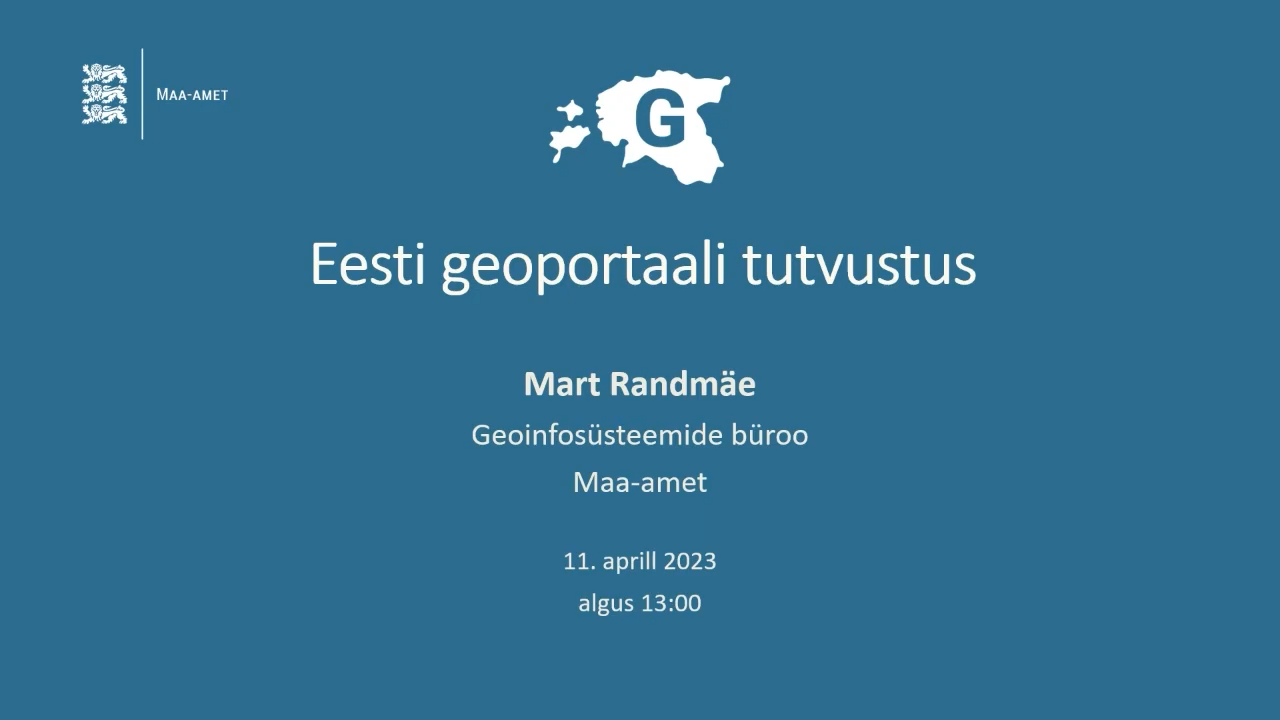 MAA-AMET
G
Eesti geoportaali tutvustus
Mart Randmäe
Geoinfosüsteemide büroo
Maa-amet
11. aprill 2023
algus 13:00